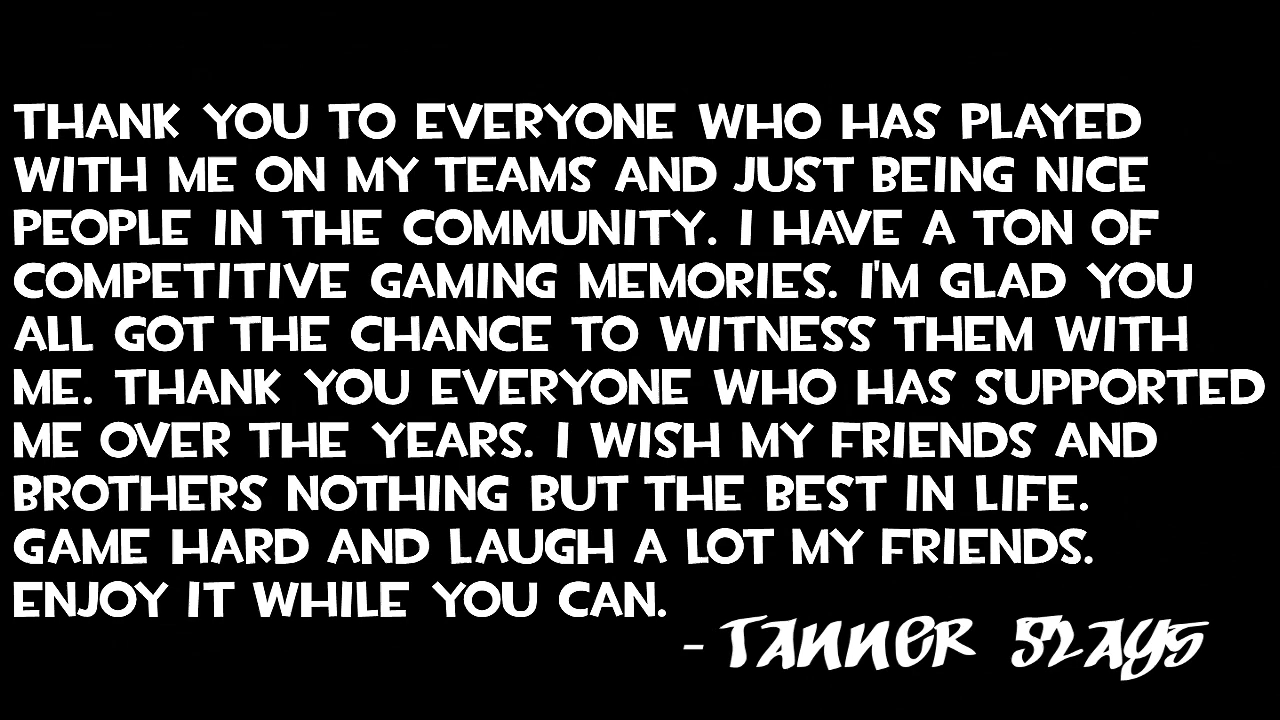 THANK YOU TO EVERYONE WHO HAS PLAYED
WITH ME ON MY TEAMS AND JUST BEING NICE
PEOPLE IN THE COMMUNITY. I HAVE A TON OF
COMPETITIVE GAMING MEMORIES. I'M GLAD YOU
ALL GOT THE CHANCE TO WITNESS THEM WITH
ME. THANK YOU EVERYONE WHO HAS SUPPORTED
ME OVER THE YEARS. I WISH MY FRIENDS AND
BROTHERS NOTHING BUT THE BEST IN LIFE.
GAME HARD AND LAUGH A LOT MY FRIENDS.
ENJOY IT WHILE YOU CAN.
- TANNER SLAYS